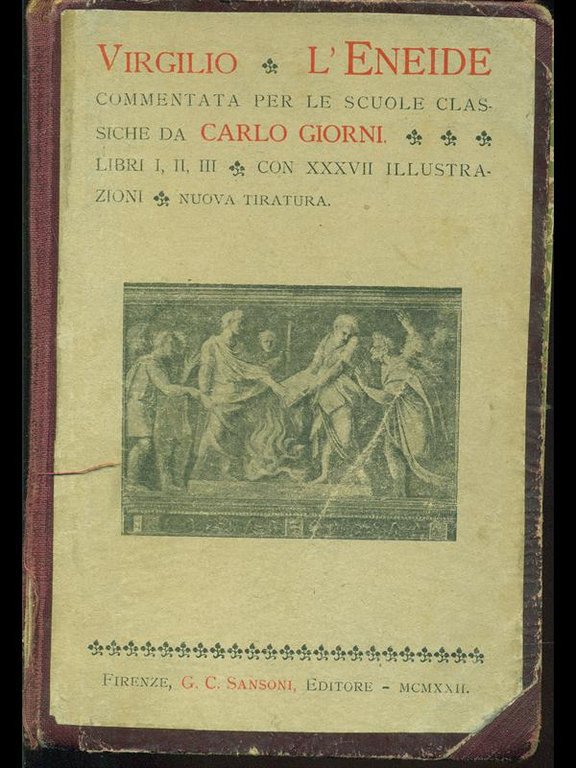 VIRGILIO L'ENEIDE
COMMENTATA PER LE SCUOLE CLAS-
SICHE DA CARLO GIORNI.
LIBRI I, II, III CON XXXVII ILLUSTRA-
ZIONI NUOVA TIRATURA.
FIRENZE, G. C. SANSONI, EDITORE - MCMXXII.